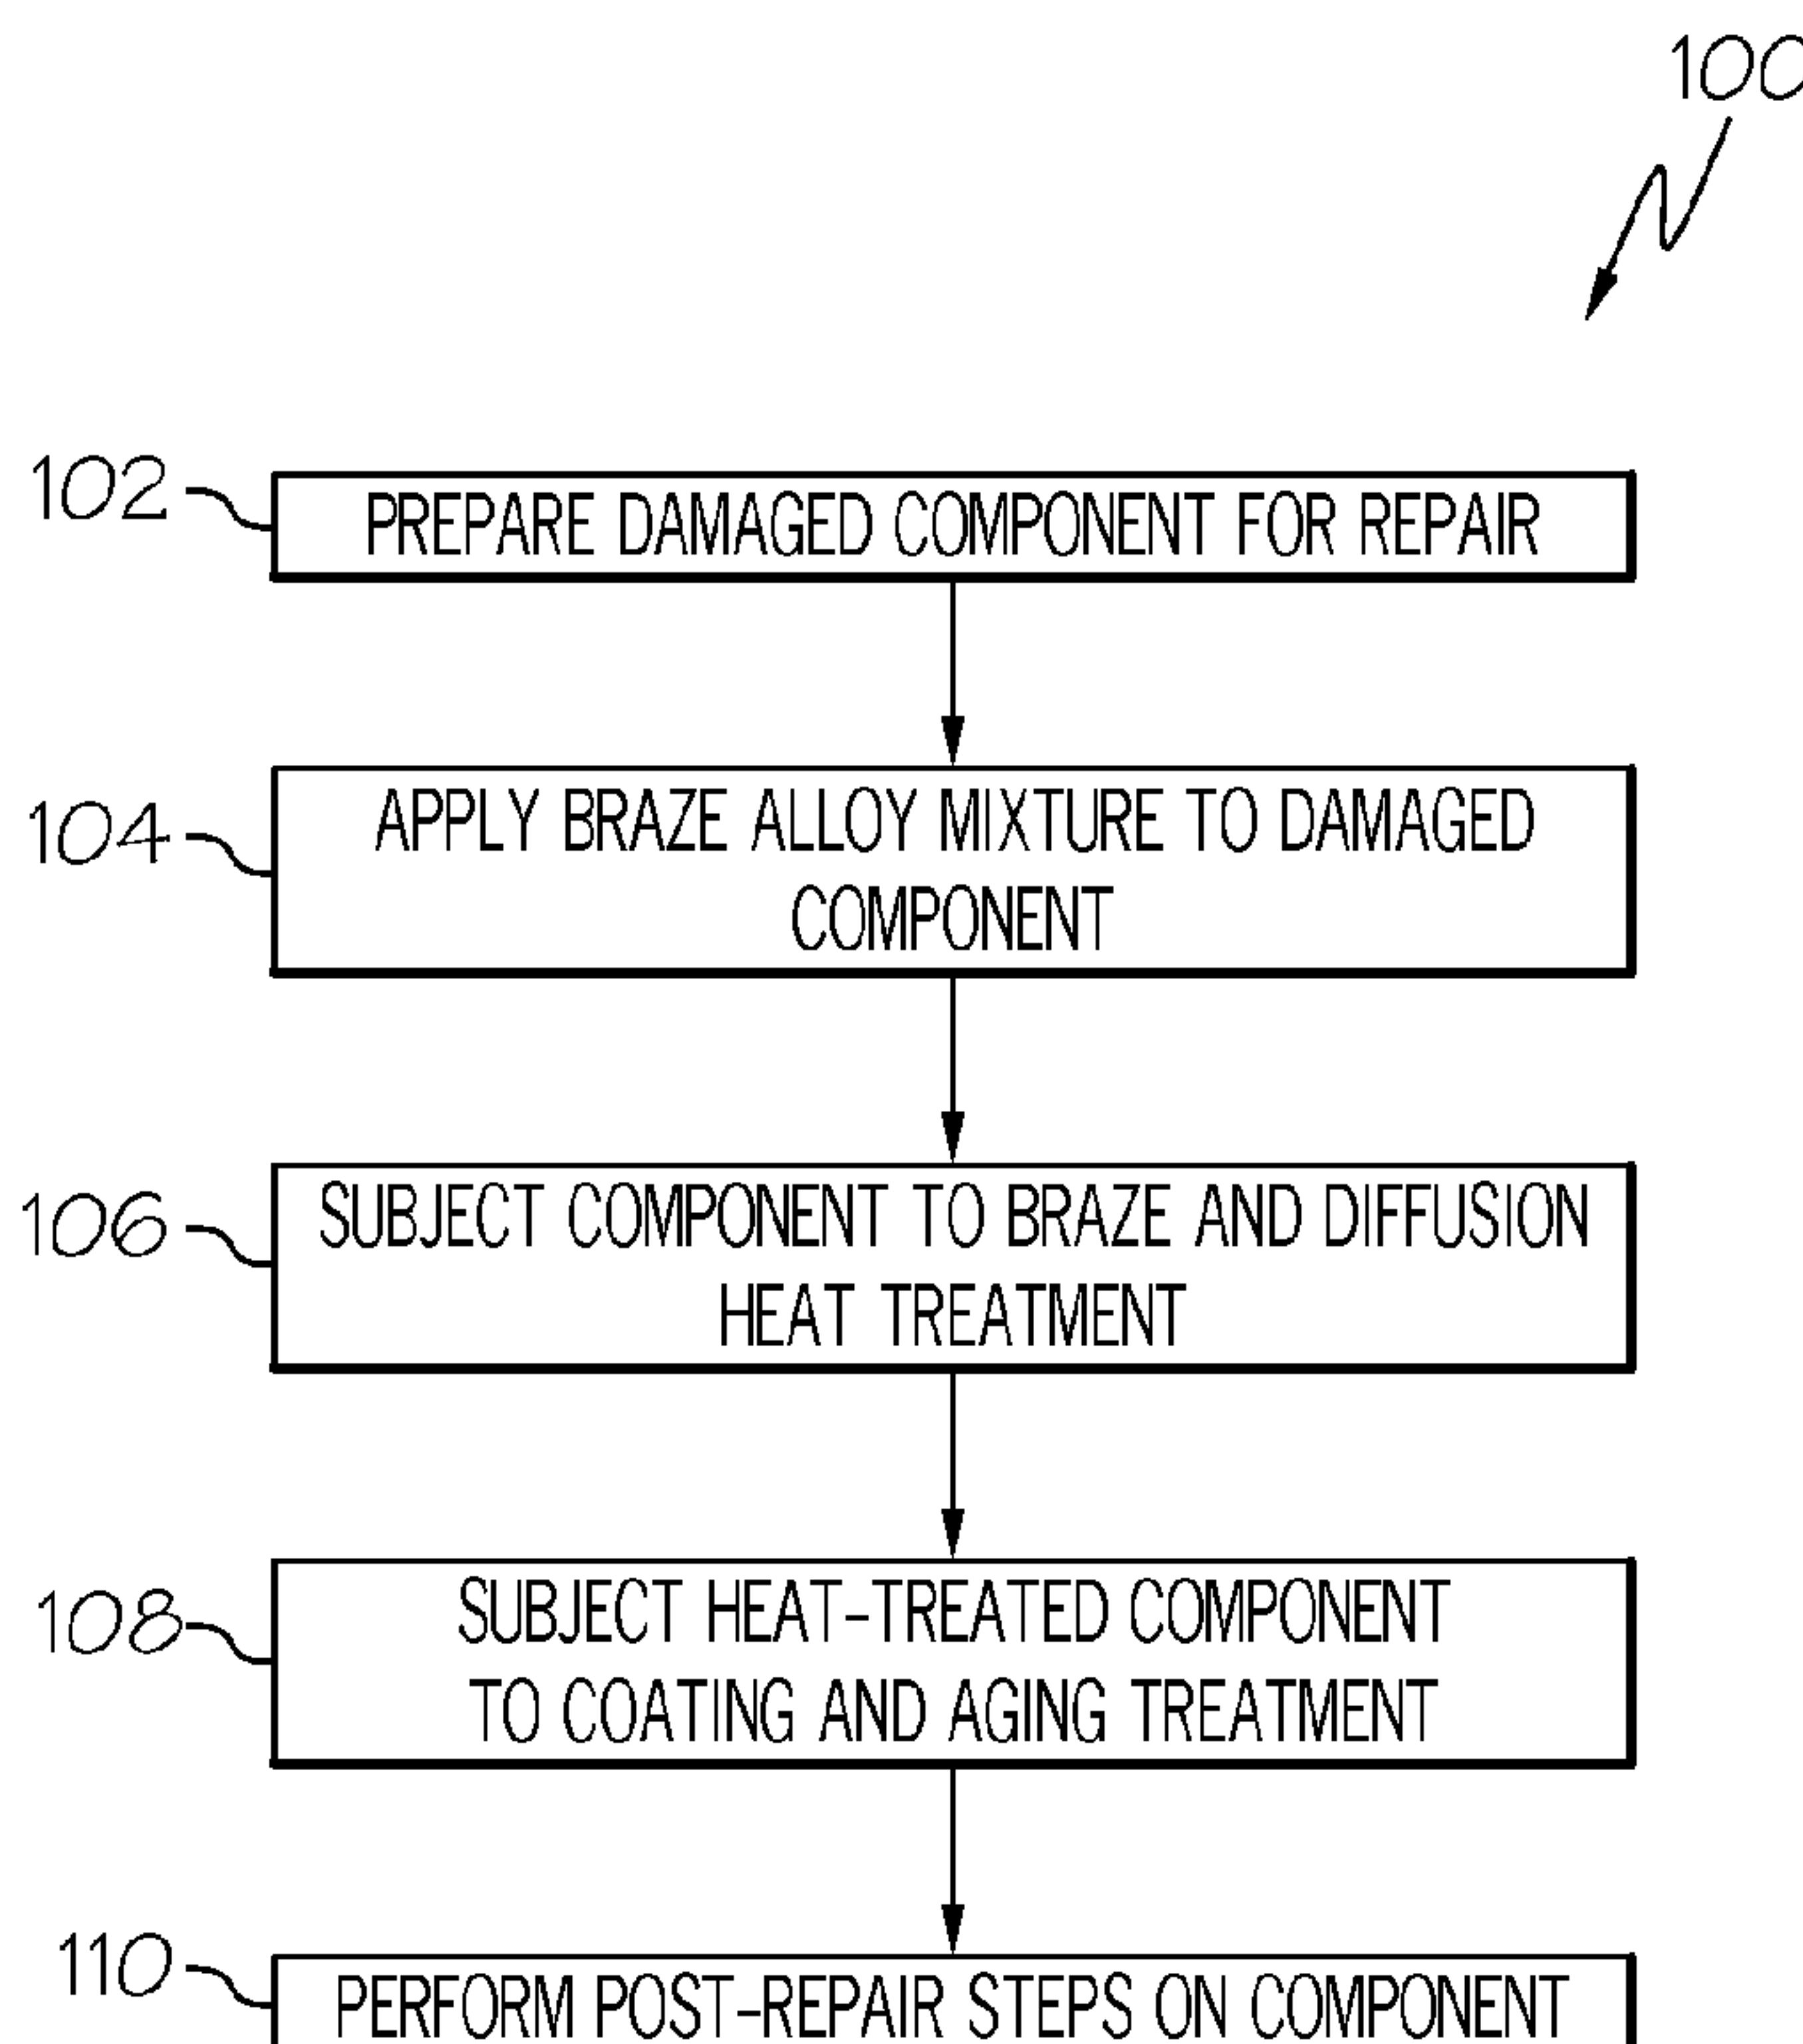 100
102
PREPARE DAMAGED COMPONENT FOR REPAIR
104
APPLY BRAZE ALLOY MIXTURE TO DAMAGED
COMPONENT
106
SUBJECT COMPONENT TO BRAZE AND DIFFUSION
HEAT TREATMENT
108
SUBJECT HEAT-TREATED COMPONENT
TO COATING AND AGING TREATMENT
110
PERFORM POST-REPAIR STEPS ON COMPONENT